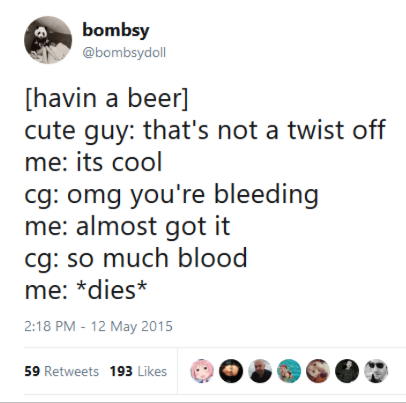 bombsy
@bombsydoll
[havin a beer]
cute guy: that's not a twist off
me: its cool
cg: omg you're bleeding
me: almost got it
cg: so much blood
me: *dies*
2:18 PM - 12 May 2015
59 Retweets 193 Likes